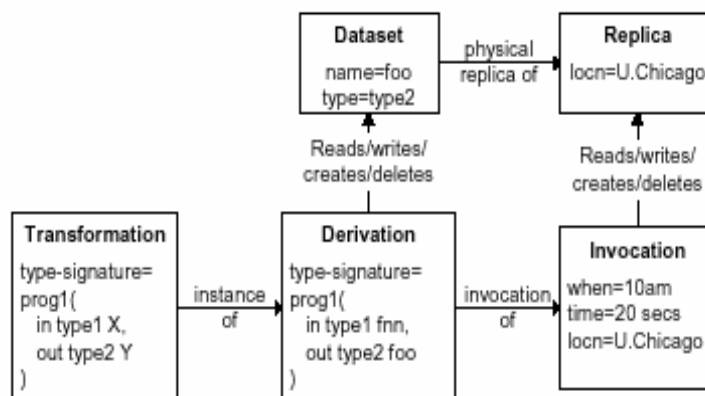 Dataset
name=foo
type=type2
physical
replica of
Replica
locn=U.Chicago
Reads/writes/
creates/deletes
Reads/writes/
creates/deletes
Transformation
type-signature=
prog1(
in type1 X,
out type2 Y
)
instance
of
Derivation
type-signature=
prog1(
in type1 fnn,
out type2 foo
)
invocation
of
Invocation
when=10am
time=20 secs
locn=U.Chicago